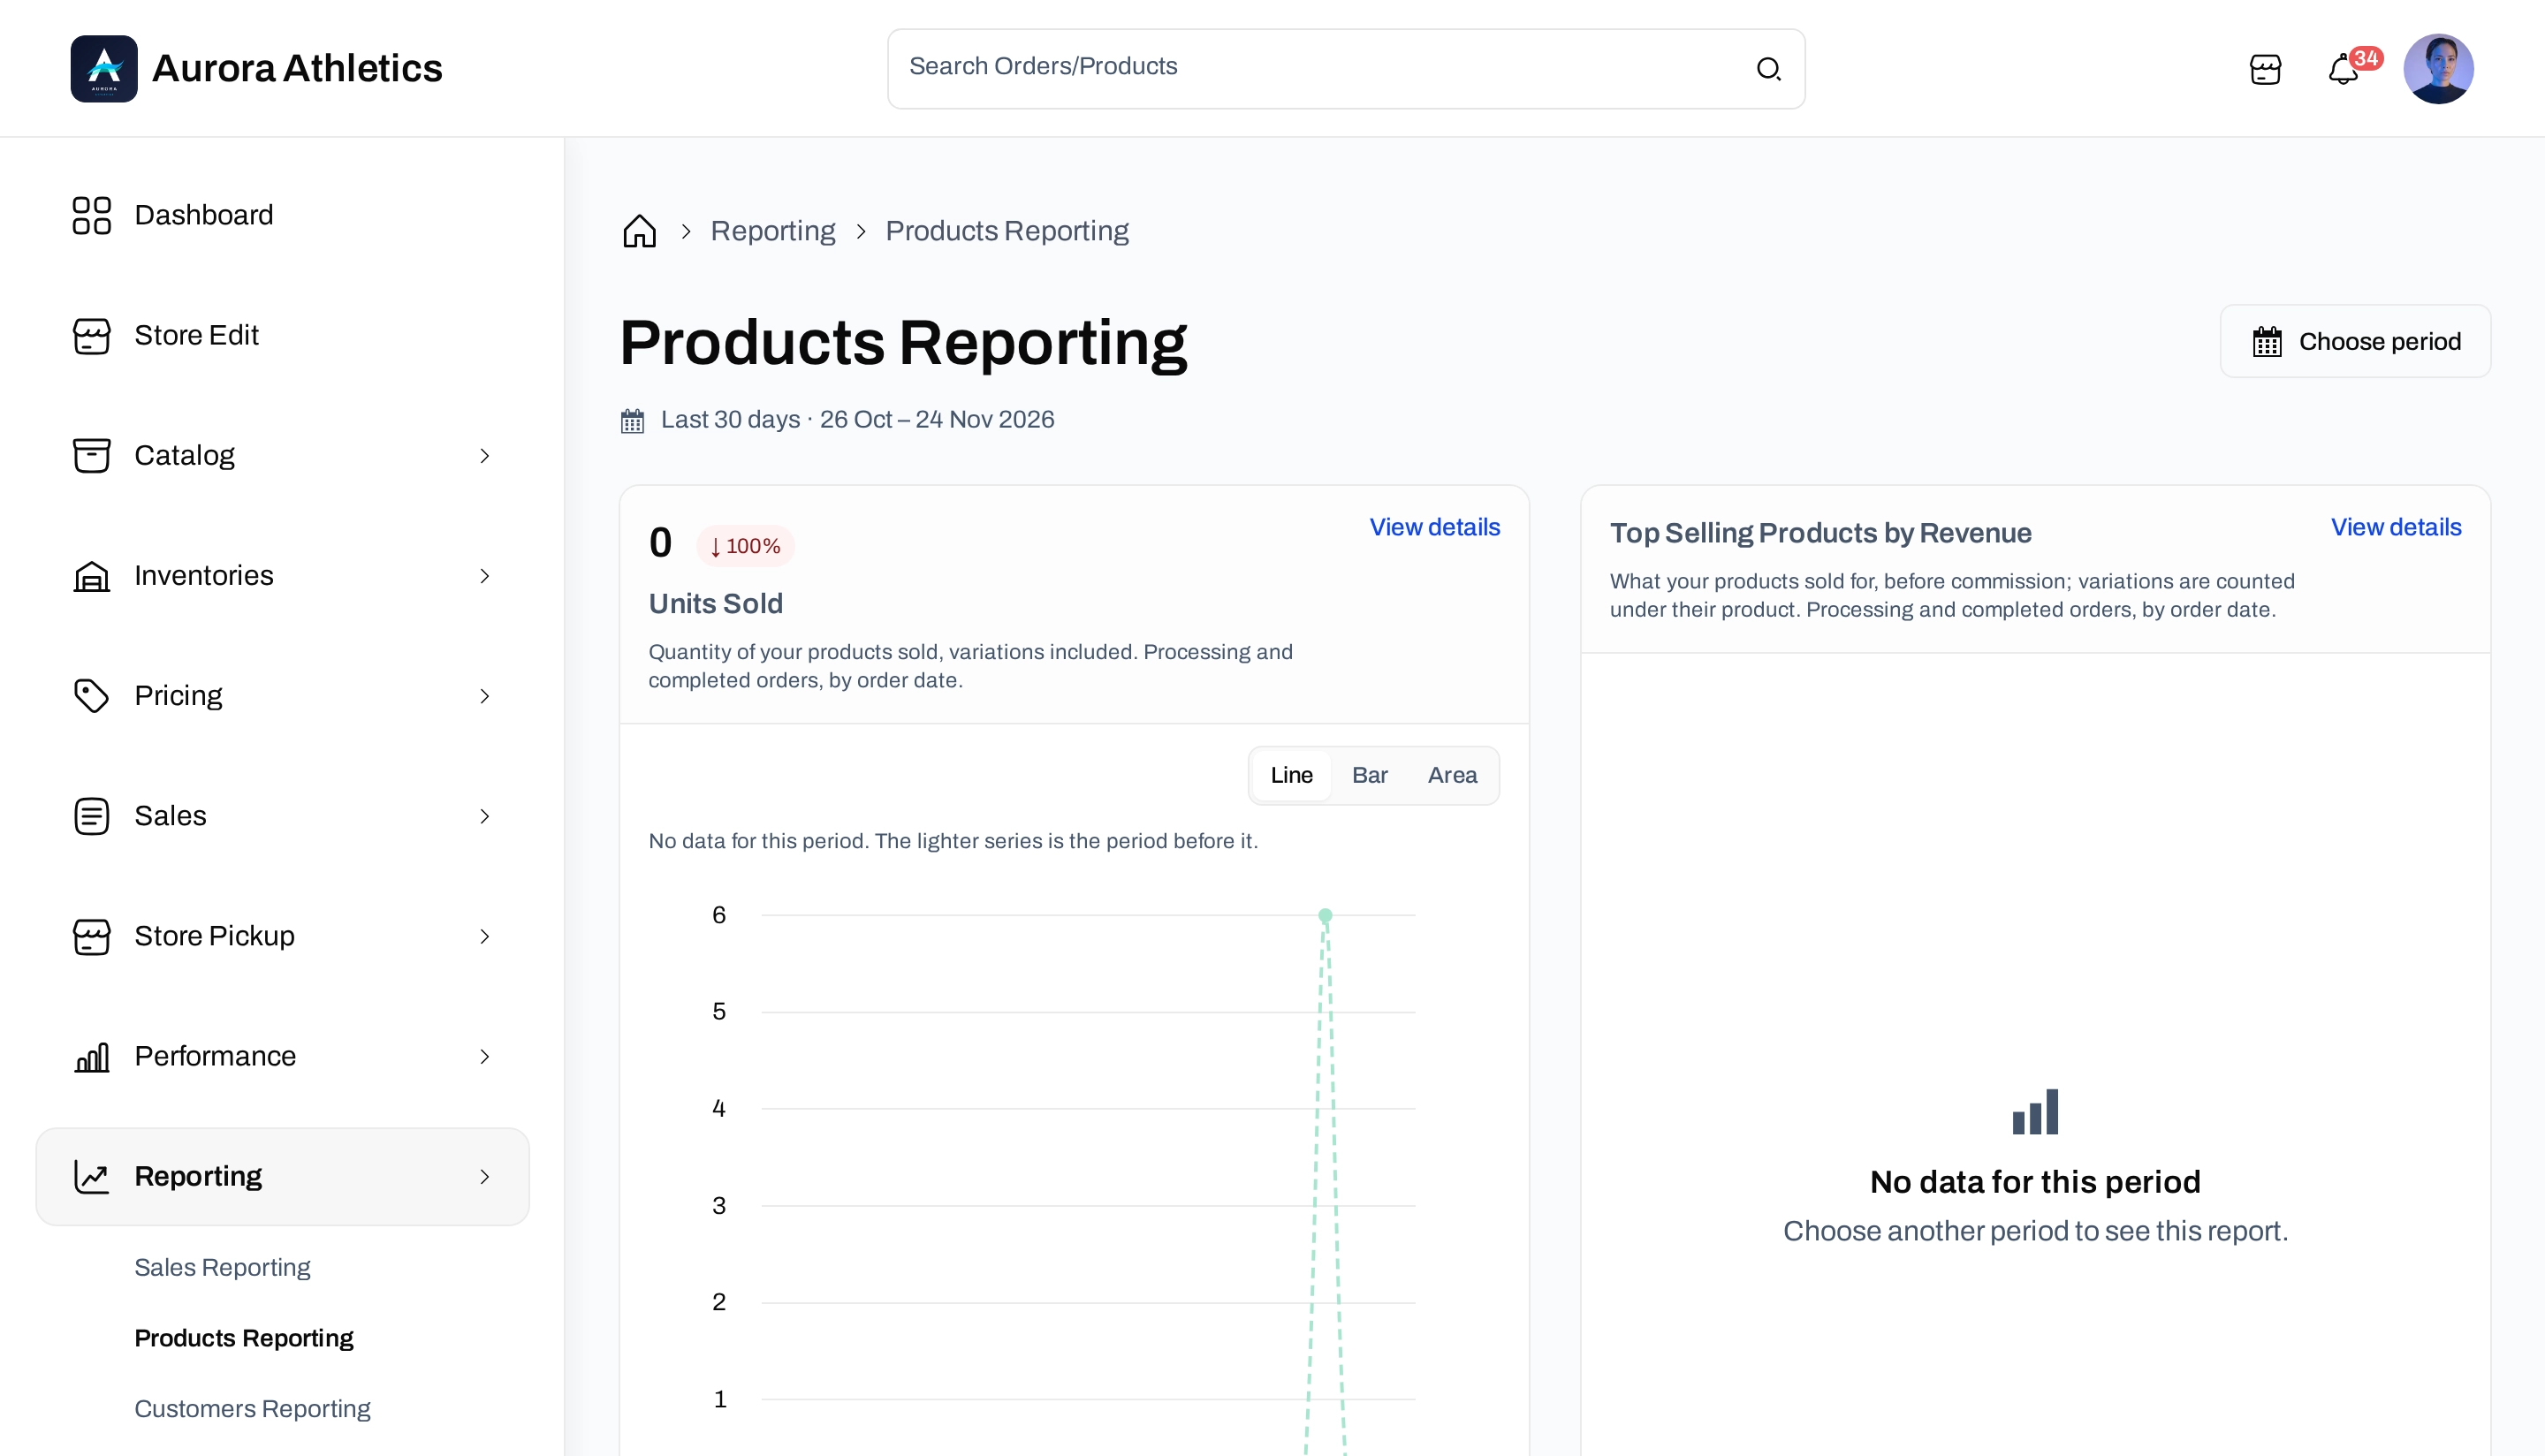 AURORA
Aurora Athletics
Search Orders/Products
34
Dashboard
Store Edit
Catalog
Inventories
Pricing
Sales
Store Pickup
Performance
Reporting
Sales Reporting
Products Reporting
Customers Reporting
Reporting
Products Reporting
Products Reporting
Choose period
Last 30 days · 26 Oct – 24 Nov 2026
0
↓ 100%
View details
Units Sold
Quantity of your products sold, variations included. Processing and
completed orders, by order date.
Line
Bar
Area
No data for this period. The lighter series is the period before it.
6
5
4
3
2
1
Top Selling Products by Revenue
View details
What your products sold for, before commission; variations are counted
under their product. Processing and completed orders, by order date.
No data for this period
Choose another period to see this report.